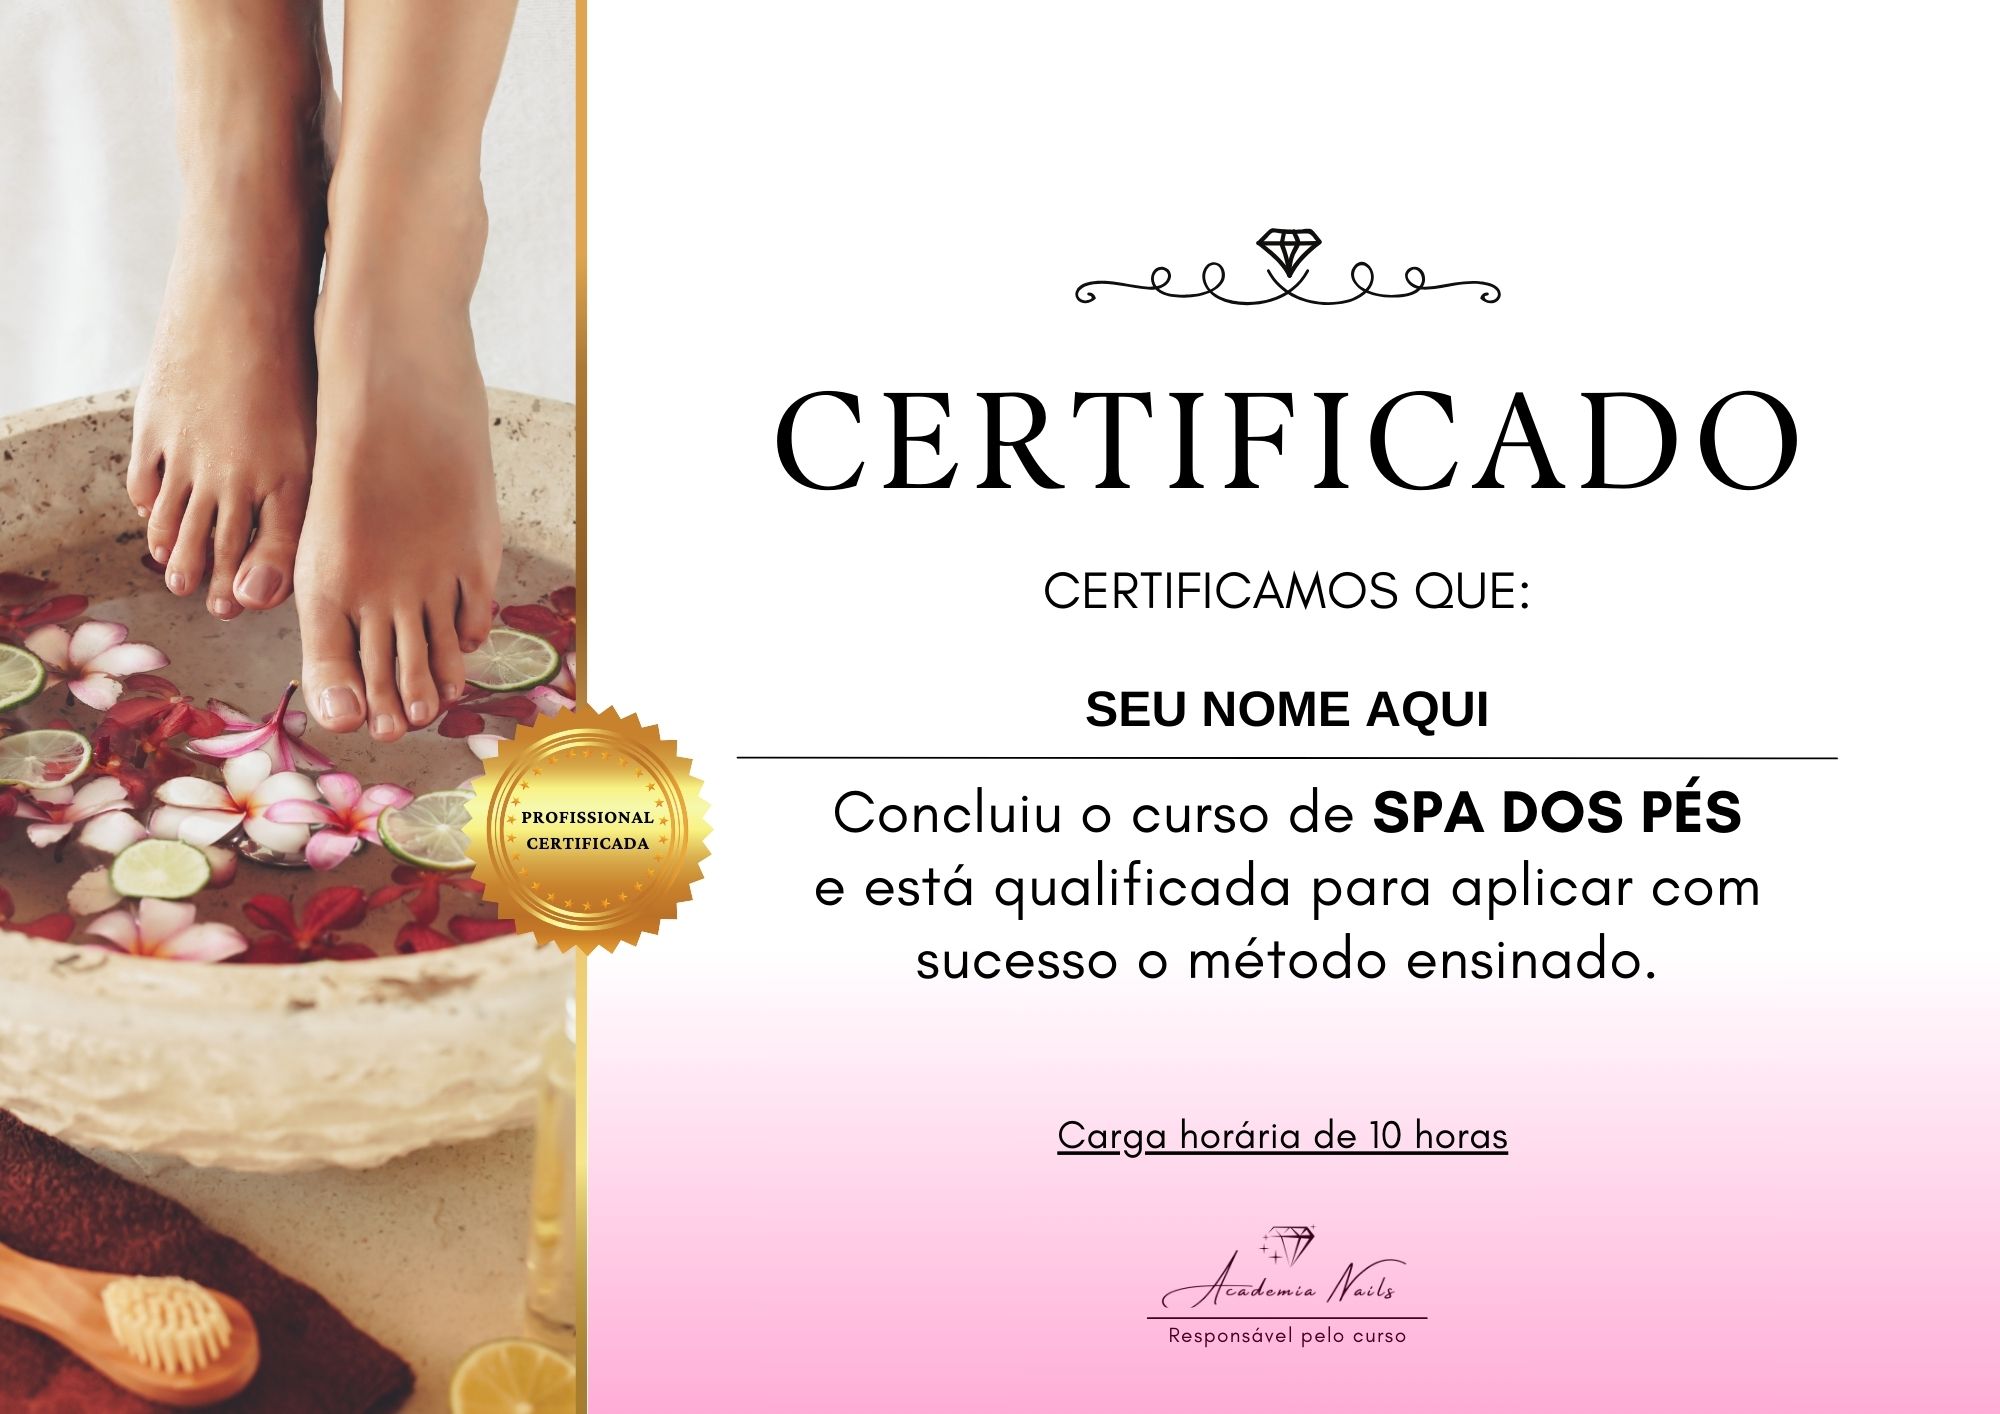 CERTIFICADO
CERTIFICAMOS QUE:
SEU NOME AQUI
Concluiu o curso de SPA DOS PÉS
e está qualificada para aplicar com
sucesso o método ensinado.
PROFISSIONAL
CERTIFICADA
Carga horária de 10 horas
Academia Nails
Responsável pelo curso